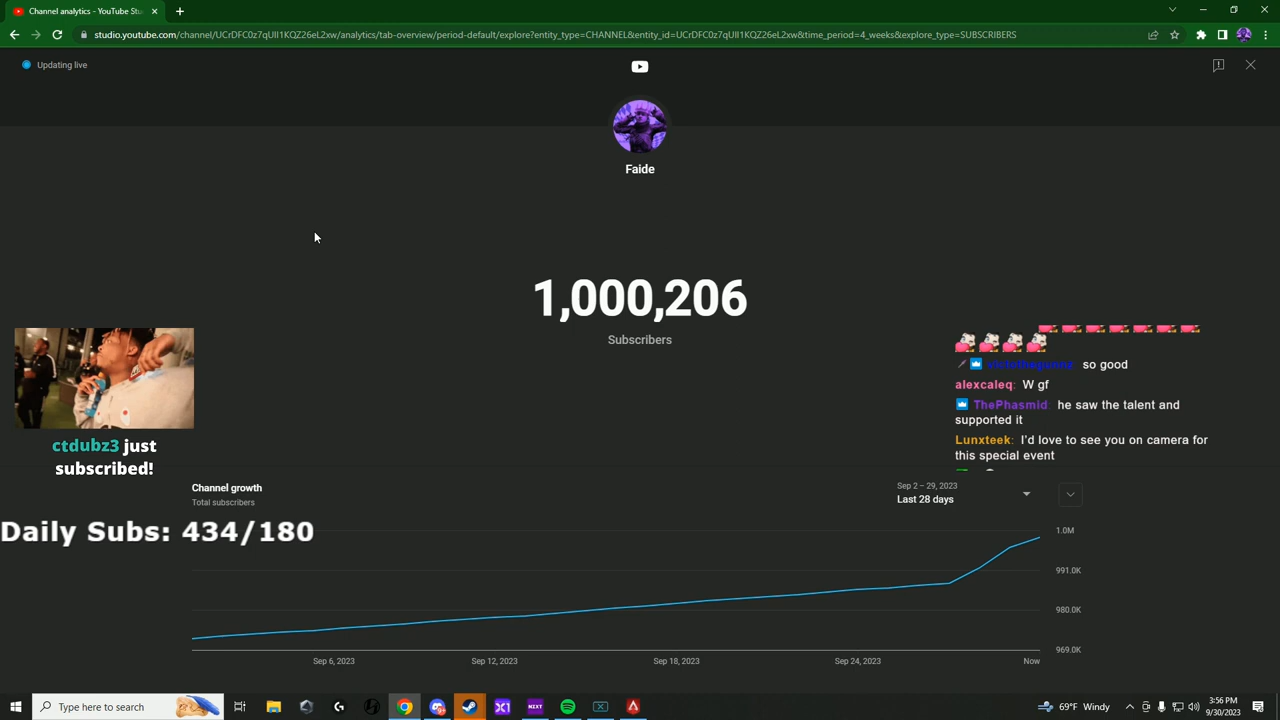 Channel analytics - YouTube Stu
studio.youtube.com/channel/UCrDFC0z7qUII1KQZ26eL2xw/analytics/tab-overview/period-default/explore?entity_type=CHANNEL&entity_id=UCrDFC0z7qUII1KQZ26eL2xw&time_period=4_weeks&explore_type=SUBSCRIBERS
Updating live
Faide
1,000,206
Subscribers
so good
alexcaleq: W gf
ThePhasmid: he saw the talent and
supported it
Lunxteek: I'd love to see you on camera for
this special event
ctdubz3 just
subscribed!
Channel growth
Total subscribers
Sep 2 – 29, 2023
Last 28 days
Daily Subs: 434/180
1.0M
991.0K
980.0K
969.0K
Sep 6, 2023
Sep 12, 2023
Sep 18, 2023
Sep 24, 2023
Now
Type here to search
NZXT
69°F Windy
3:56 PM
9/30/2023